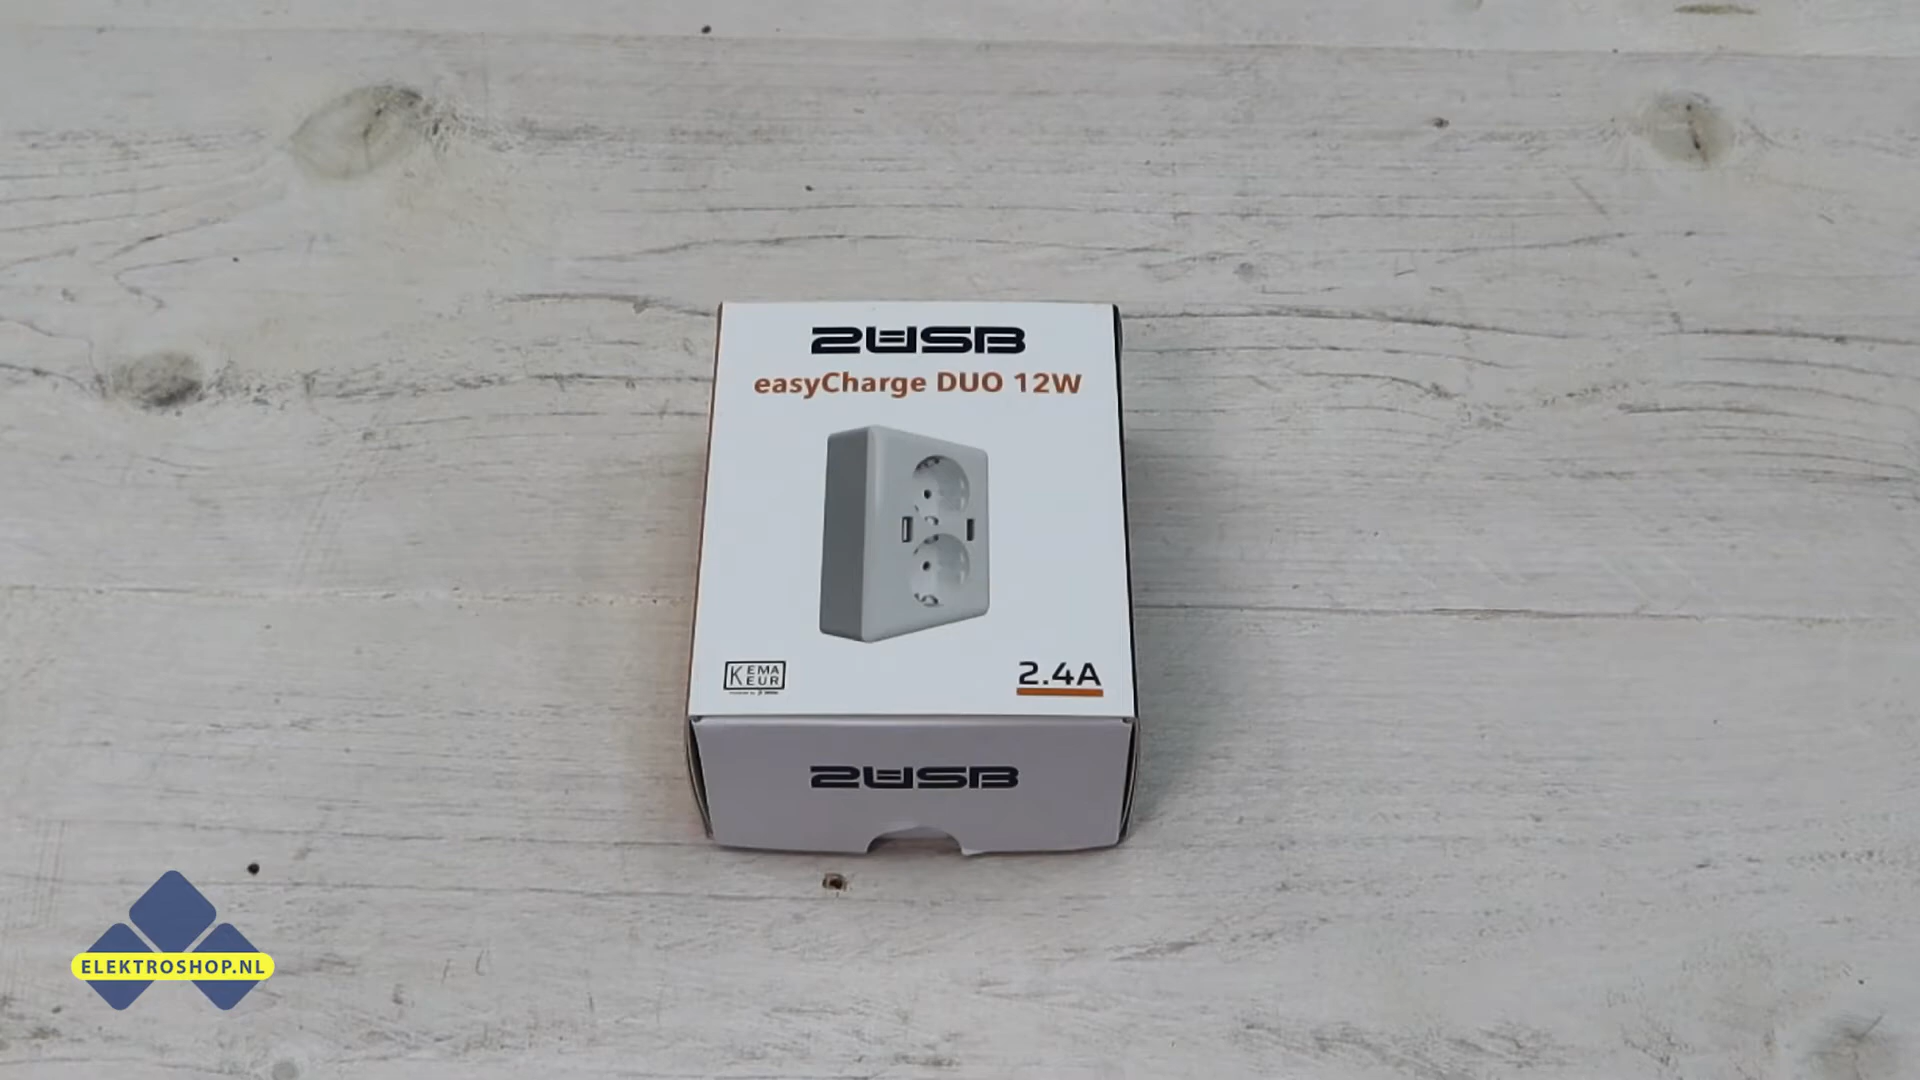 2USB
easyCharge DUO 12W
KEMA
KEUR
2.4A
2USB
ELEKTROSHOP.NL